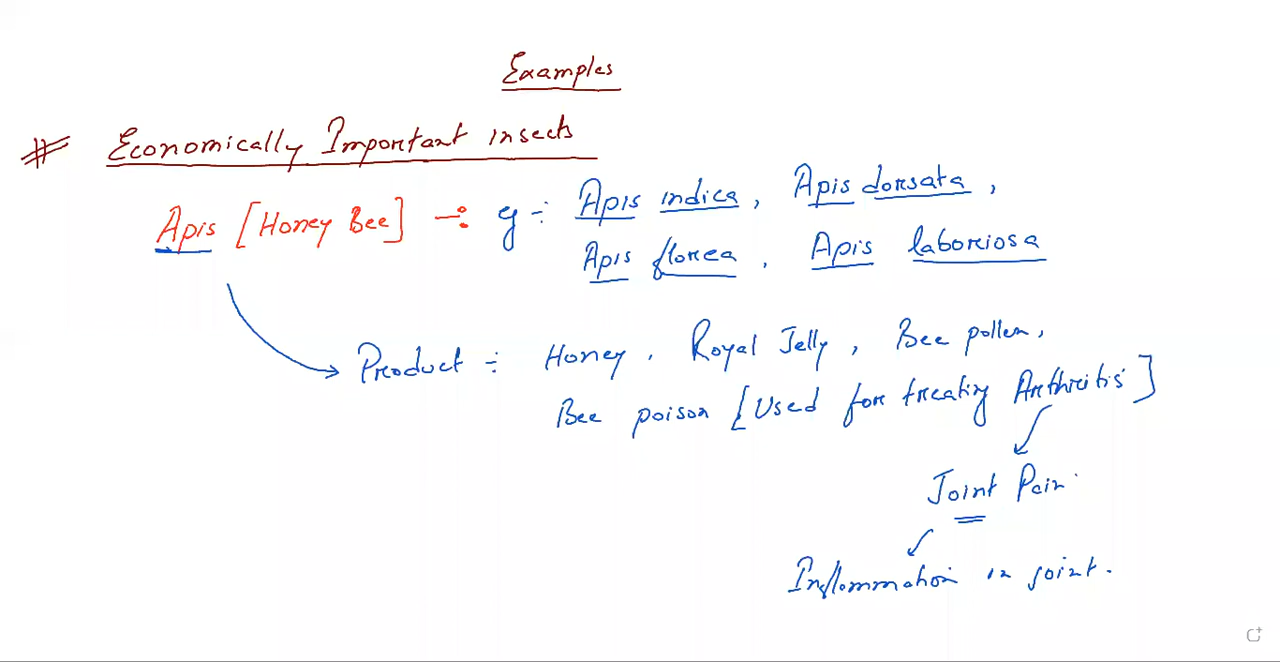 Examples
# Economically Important insects
Apis [Honey Bee] → eg ÷ Apis indica, Apis dorsata,
Apis florea, Apis laboriosa
Product ÷ Honey, Royal Jelly, Bee pollen,
Bee poison [Used for treating Arthritis]
Joint Pain
Inflammation in joint.